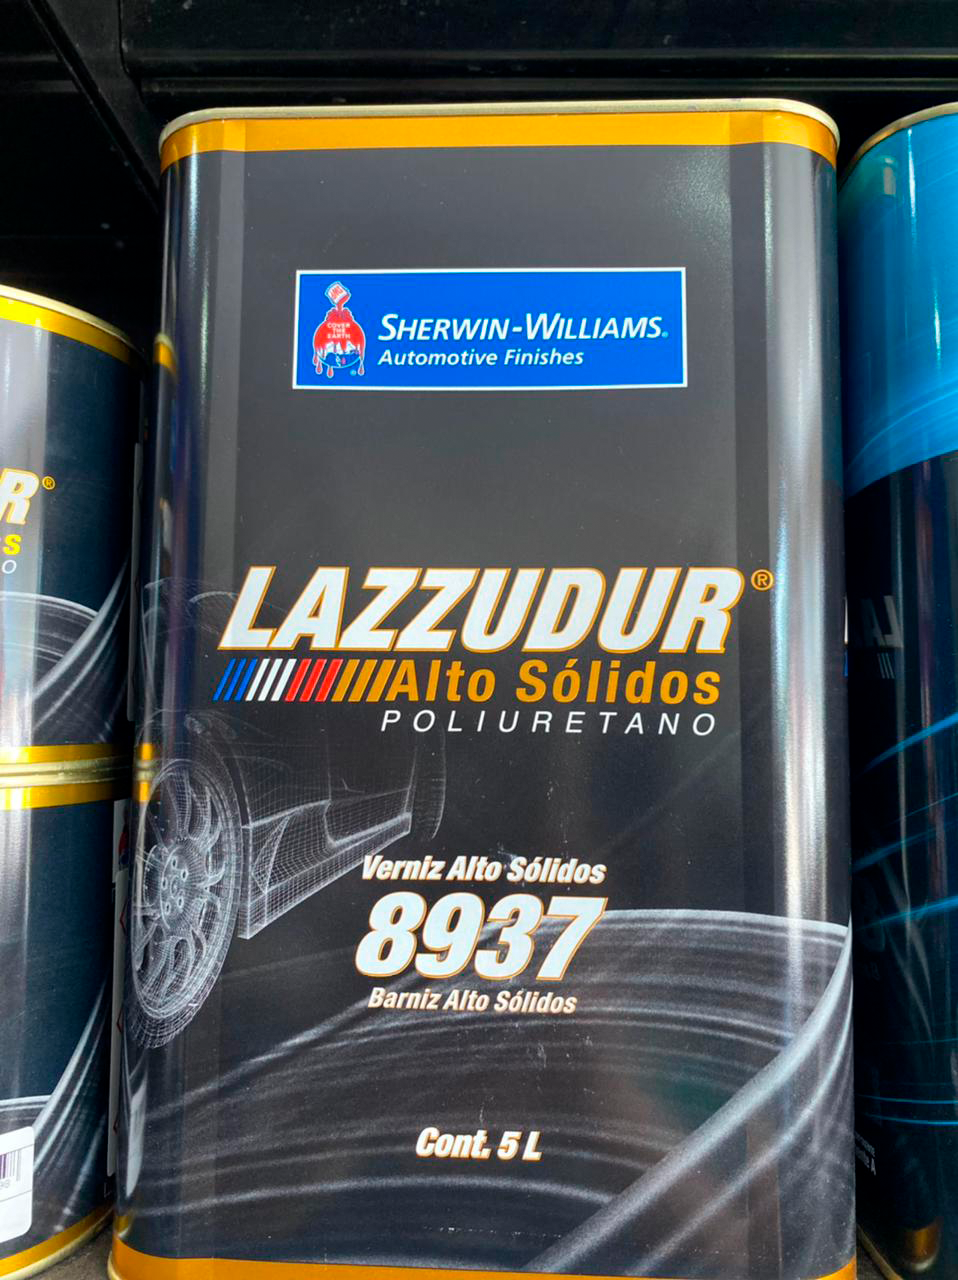 COVER
THE
EARTH
SHERWIN-WILLIAMS®
Automotive Finishes
R®
s
O
LAZZUDUR®
Alto Sólidos
POLIURETANO
Verniz Alto Sólidos
8937
Barniz Alto Sólidos
Cont. 5 L